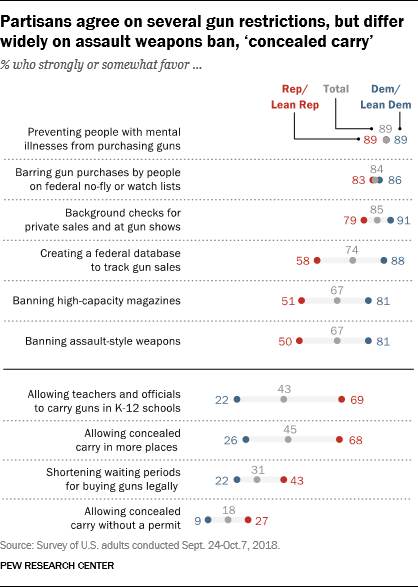 Partisans agree on several gun restrictions, but differ
widely on assault weapons ban, ‘concealed carry’
% who strongly or somewhat favor ...
Rep/ Total Dem/
Lean Rep Lean Dem
Preventing people with mental 89
illnesses from purchasing guns 89 89
Barring gun purchases by people 84
on federal no-fly or watch lists 83 86
Background checks for 85
private sales and at gun shows 79 91
Creating a federal database 74
to track gun sales 58 88
67
Banning high-capacity magazines 51 81
67
Banning assault-style weapons 50 81
Allowing teachers and officials 43
to carry guns in K-12 schools 22 69
Allowing concealed 45
carry in more places 26 68
Shortening waiting periods 31
for buying guns legally 22 43
Allowing concealed 18
carry without a permit 9 27
Source: Survey of U.S. adults conducted Sept. 24-Oct.7, 2018.
PEW RESEARCH CENTER